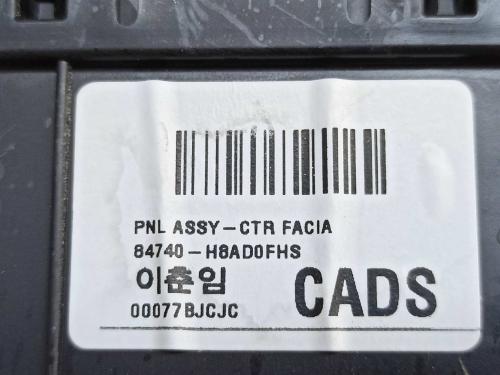 PNL ASSY-CTR FACIA
84740-H8AD0FHS
이춘임
CADS
00077BJCJC